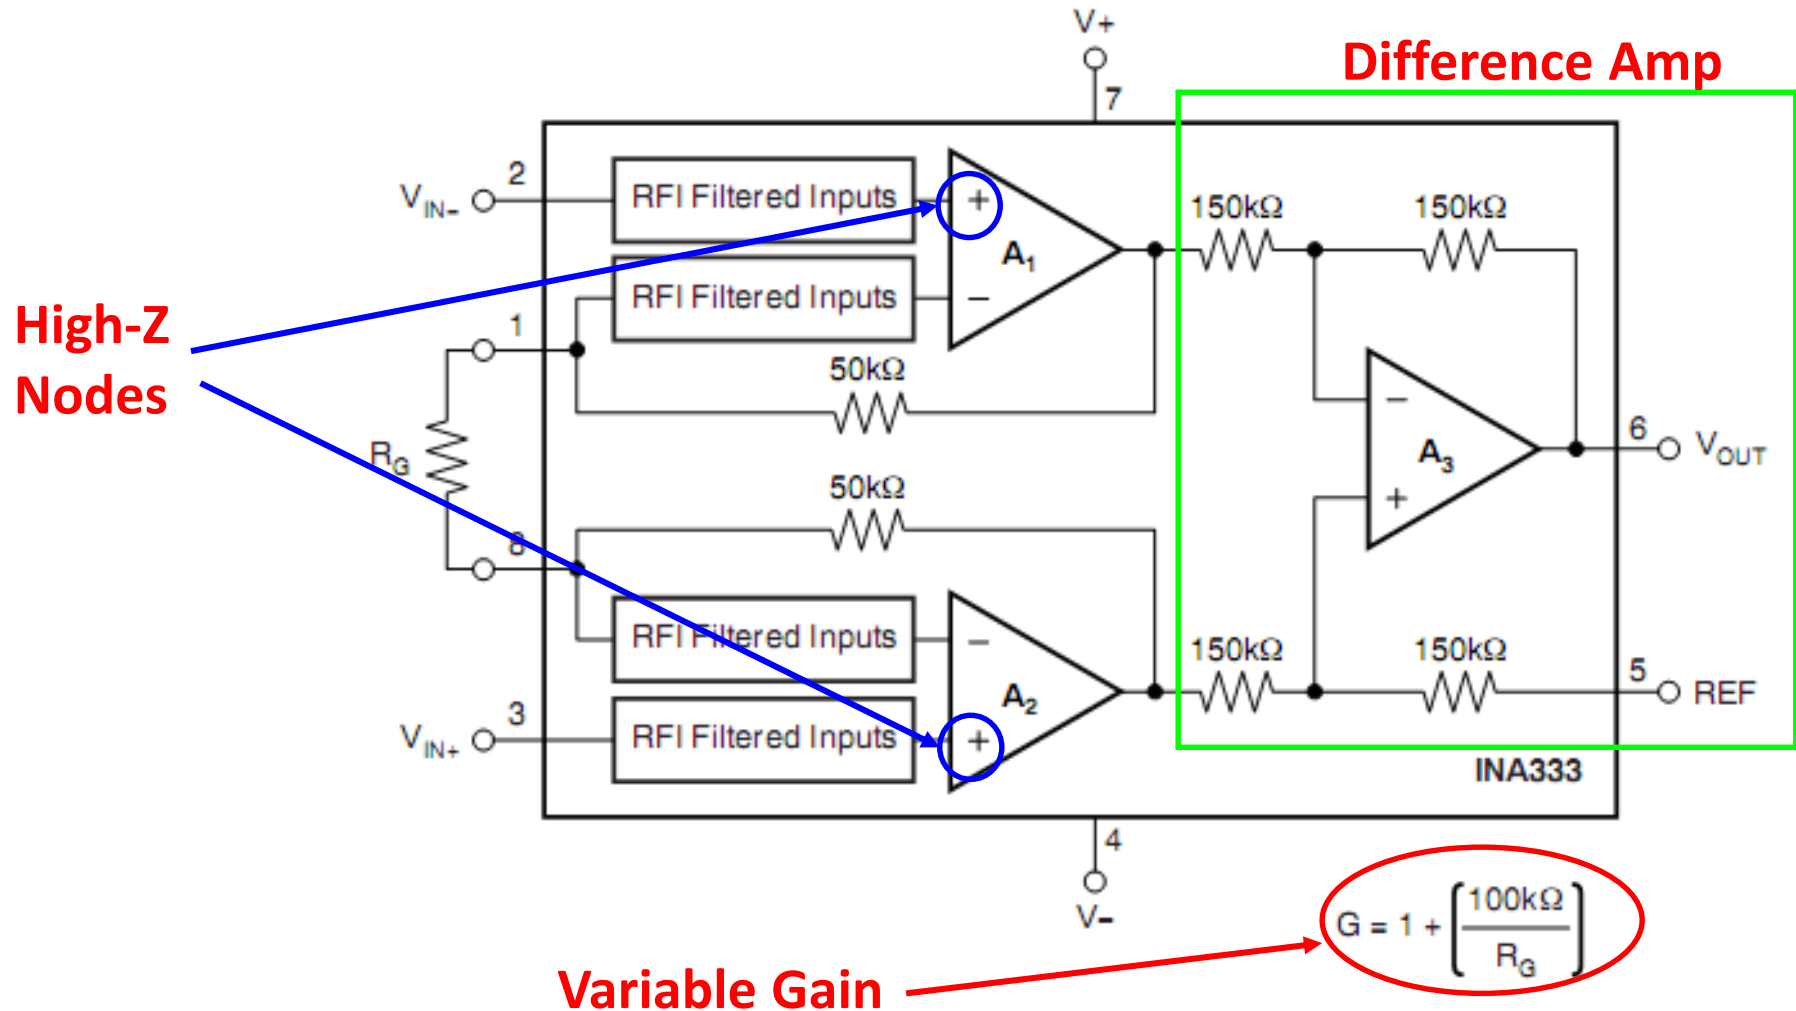 V+
Difference Amp
7
2
VIN−
RFI Filtered Inputs
+
A1
150kΩ
150kΩ
RFI Filtered Inputs
−
High-Z
Nodes
1
50kΩ
−
A3
+
6
VOUT
RG
50kΩ
8
RFI Filtered Inputs
−
A2
150kΩ
150kΩ
5
REF
3
VIN+
RFI Filtered Inputs
+
INA333
4
V−
G = 1 + [100kΩ / RG]
Variable Gain